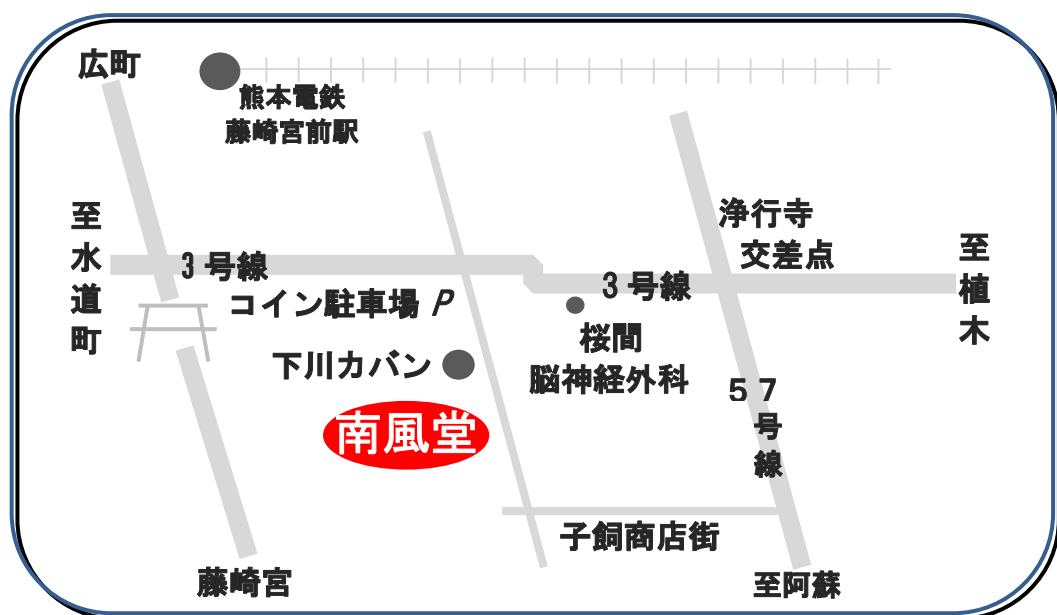 広町
熊本電鉄
藤崎宮前駅
至水道町
3号線
コイン駐車場 P
浄行寺
交差点
至植木
3号線
桜間
脳神経外科
下川カバン
57号線
南風堂
子飼商店街
藤崎宮
至阿蘇